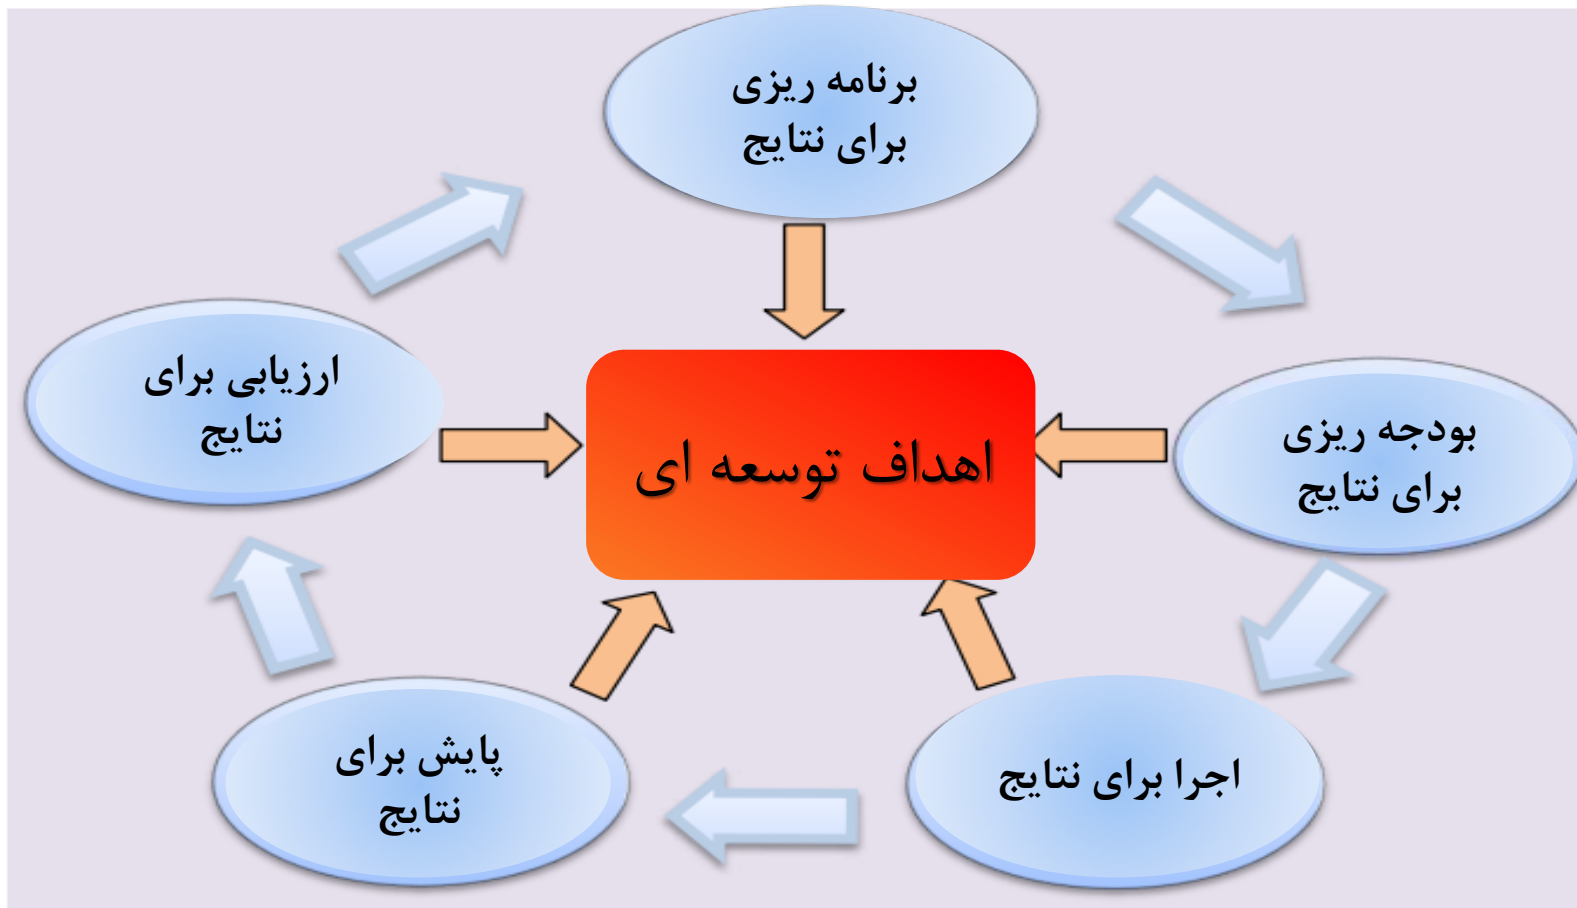 برنامه ریزی
برای نتایج
بودجه ریزی
برای نتایج
اجرا برای نتایج
پایش برای
نتایج
ارزیابی برای
نتایج
اهداف توسعه ای